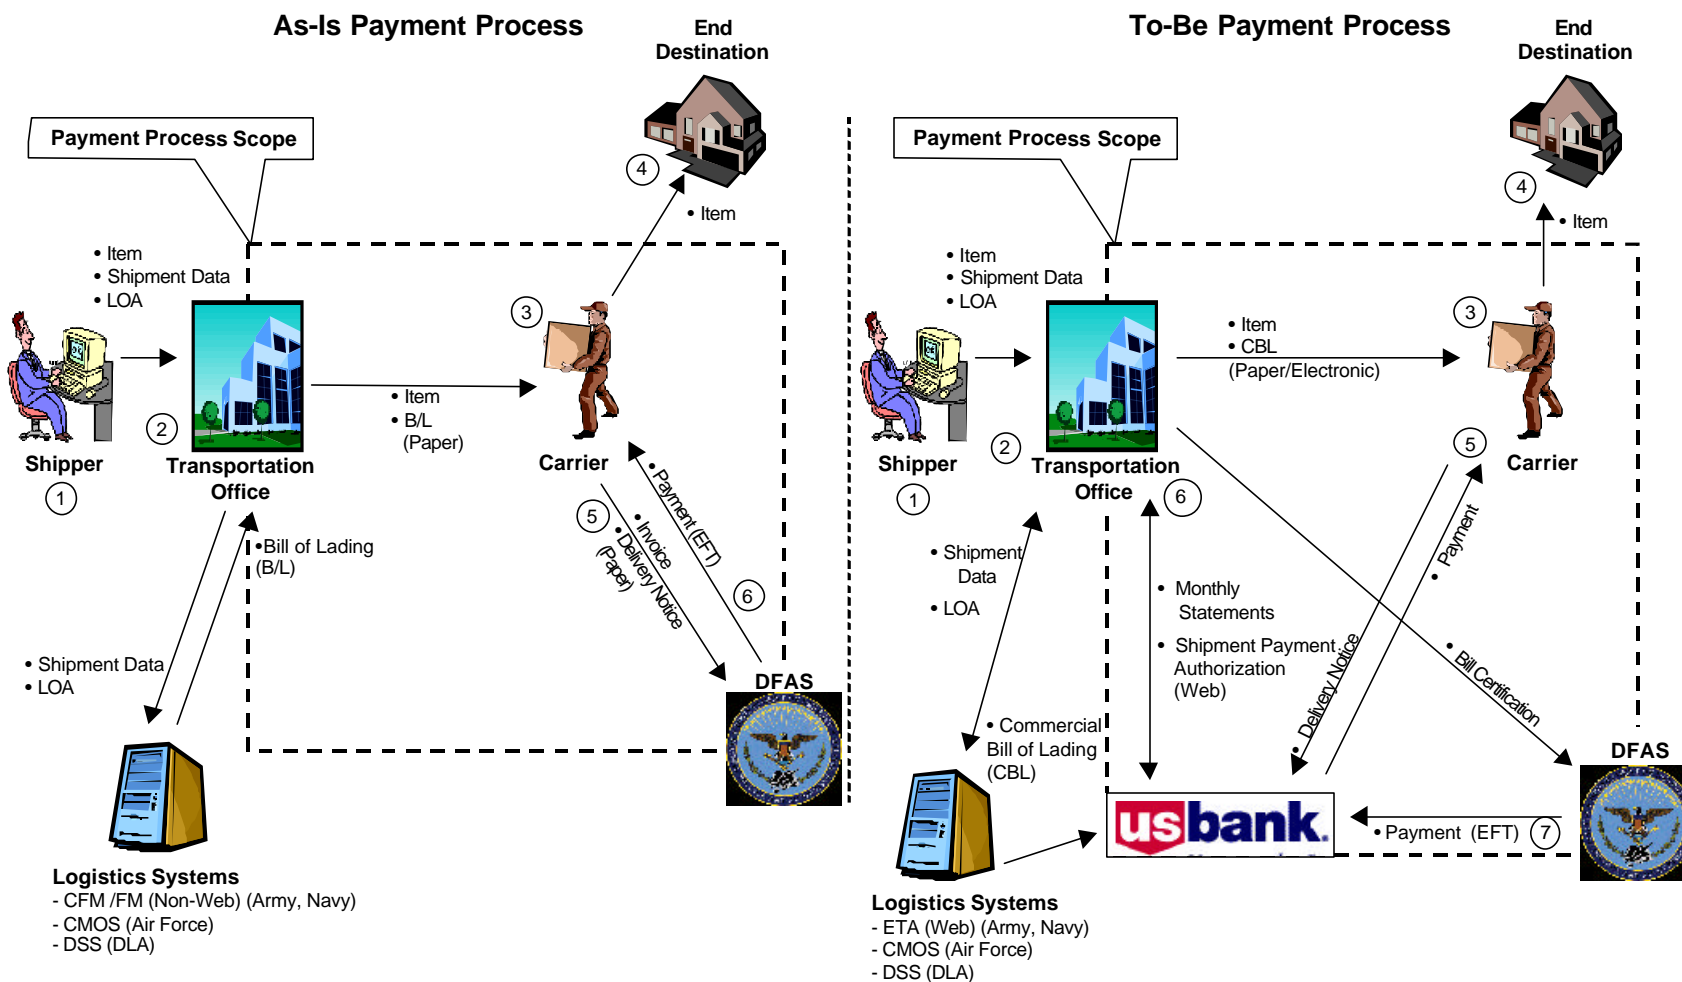 As-Is Payment Process
End
Destination
Payment Process Scope
4
• Item
• Item
• Shipment Data
• LOA
3
• Item
• B/L
(Paper)
2
Shipper
1
Transportation
Office
Carrier
• Payment (EFT)
5
• Invoice
• Delivery Notice
(Paper)
6
• Bill of Lading
(B/L)
• Shipment Data
• LOA
DFAS
Logistics Systems
- CFM /FM (Non-Web) (Army, Navy)
- CMOS (Air Force)
- DSS (DLA)
To-Be Payment Process
End
Destination
Payment Process Scope
4
• Item
• Item
• Shipment Data
• LOA
3
• Item
• CBL
(Paper/Electronic)
2
Shipper
1
Transportation
Office
6
5
Carrier
• Payment
• Shipment
Data
• LOA
• Monthly
Statements
• Shipment Payment
Authorization
(Web)
• Delivery Notice
• Bill Certification
• Commercial
Bill of Lading
(CBL)
DFAS
usbank.
• Payment (EFT)
7
Logistics Systems
- ETA (Web) (Army, Navy)
- CMOS (Air Force)
- DSS (DLA)